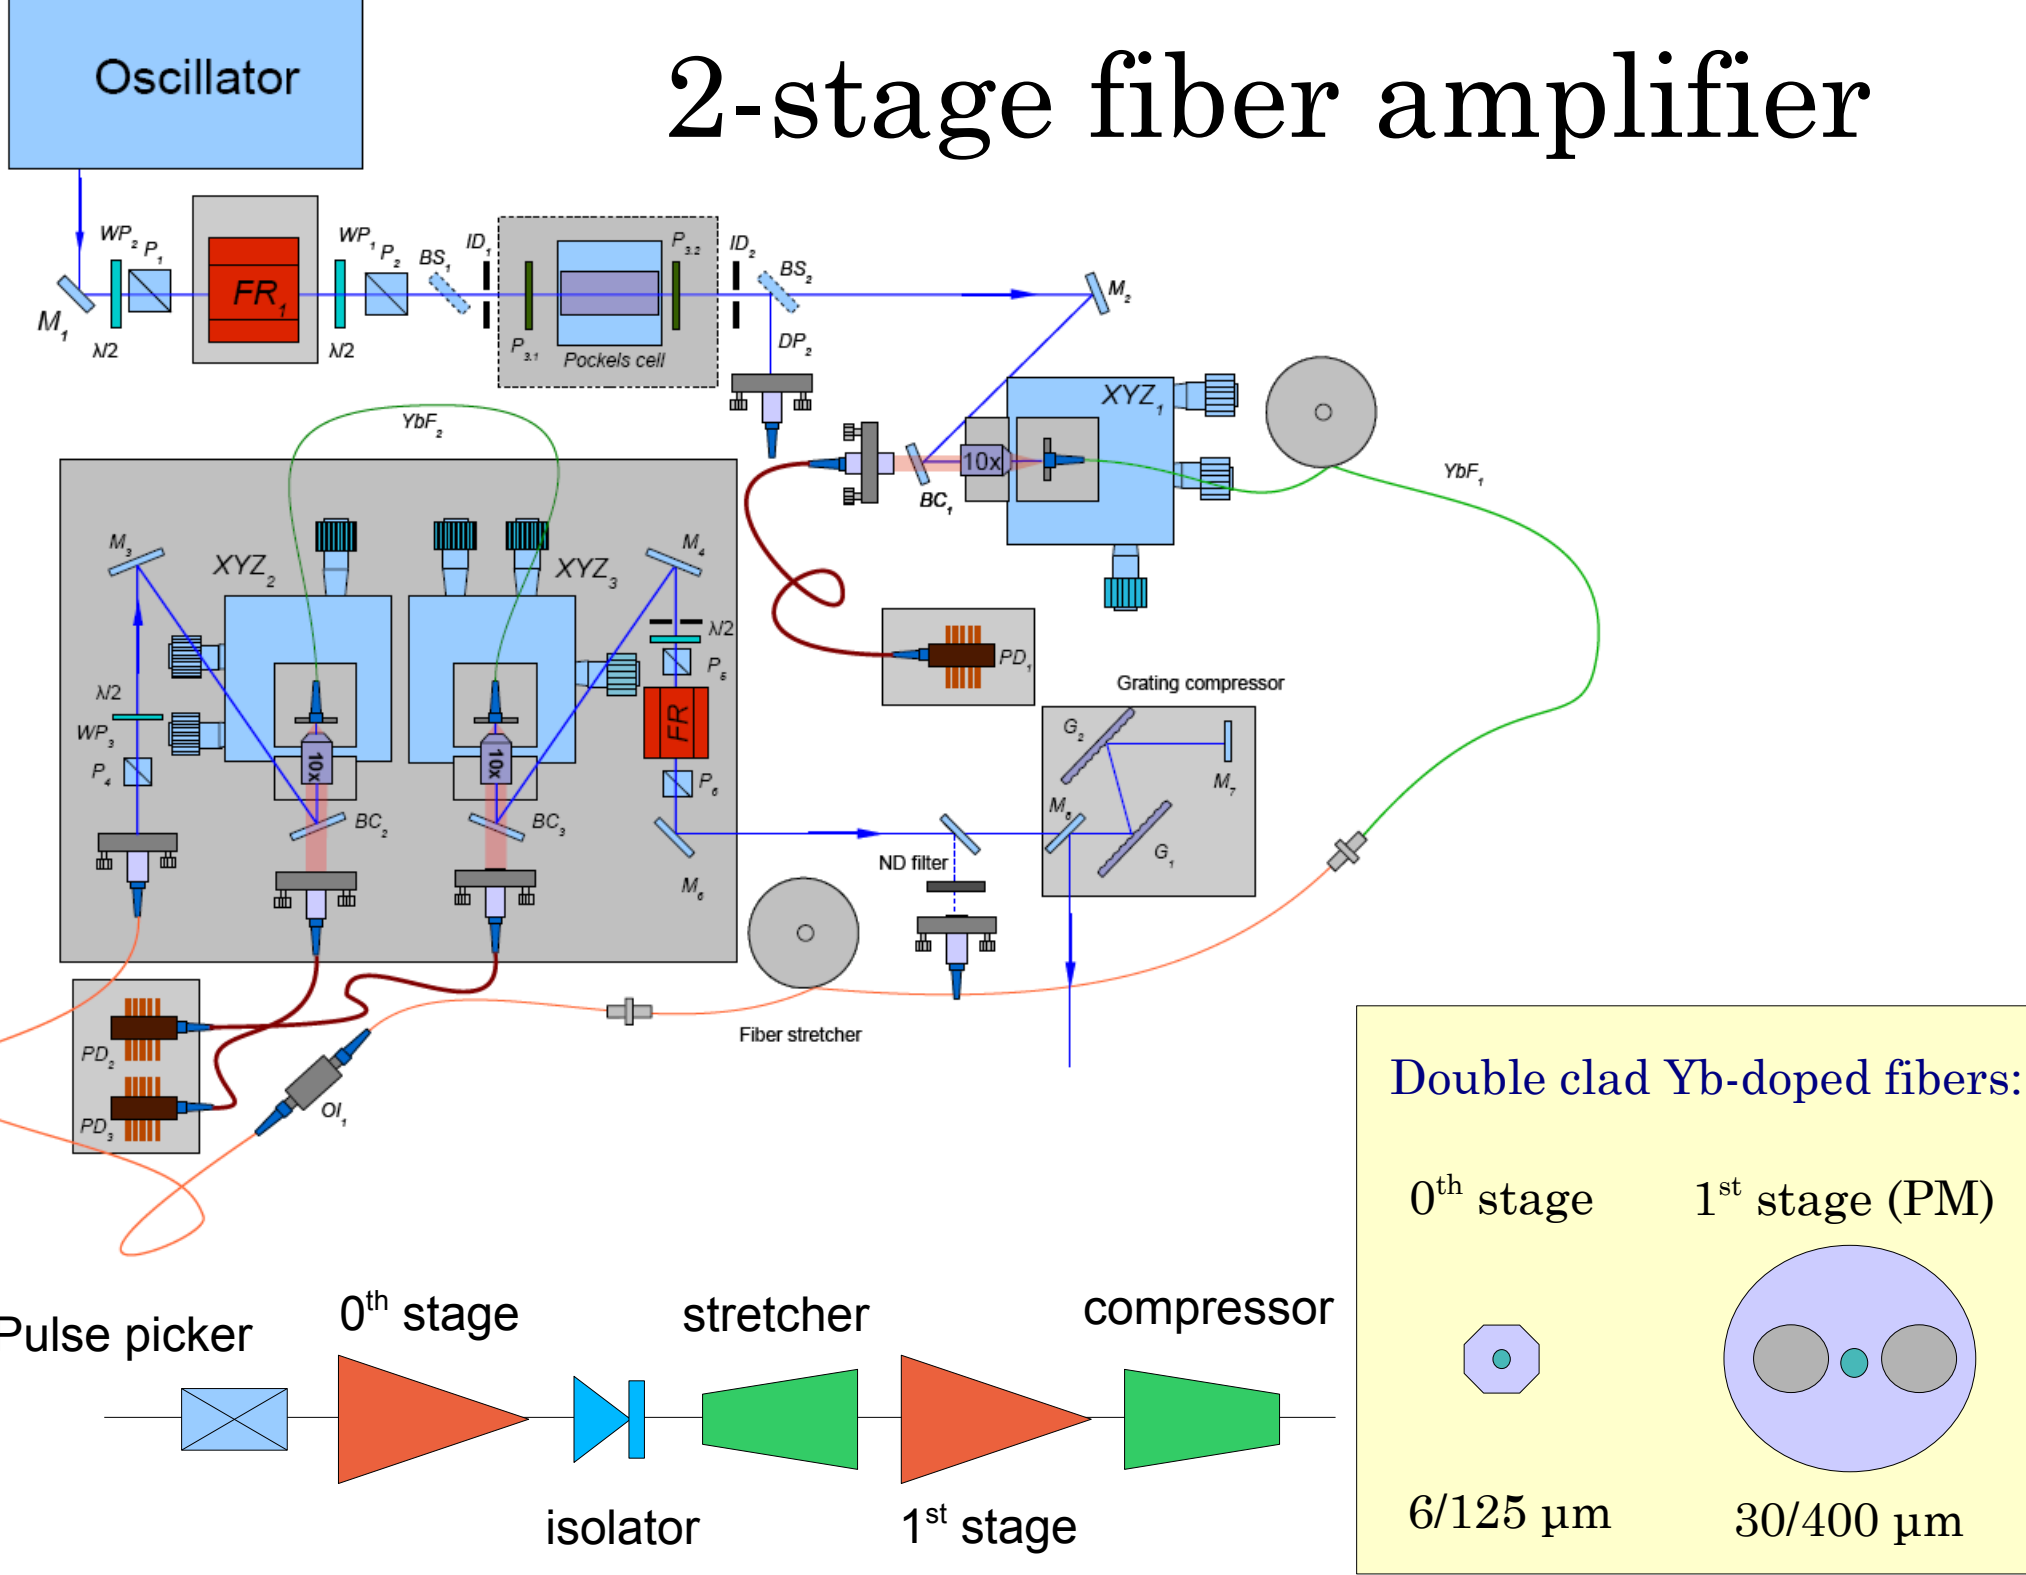 Oscillator
2-stage fiber amplifier
WP2
P1
M1
λ/2
FR1
WP1
P2
λ/2
BS1
ID1
P3.1
P3.2
Pockels cell
ID2
BS2
DP2
M2
XYZ1
10x
BC1
YbF1
YbF2
M3
XYZ2
XYZ3
M4
λ/2
P5
PD1
λ/2
WP3
P4
10x
10x
FR
P6
BC2
BC3
Grating compressor
G2
M7
M8
G1
ND filter
M6
Fiber stretcher
PD2
PD3
OI1
Double clad Yb-doped fibers:
0th stage
1st stage (PM)
6/125 µm
30/400 µm
Pulse picker
0th stage
stretcher
compressor
isolator
1st stage